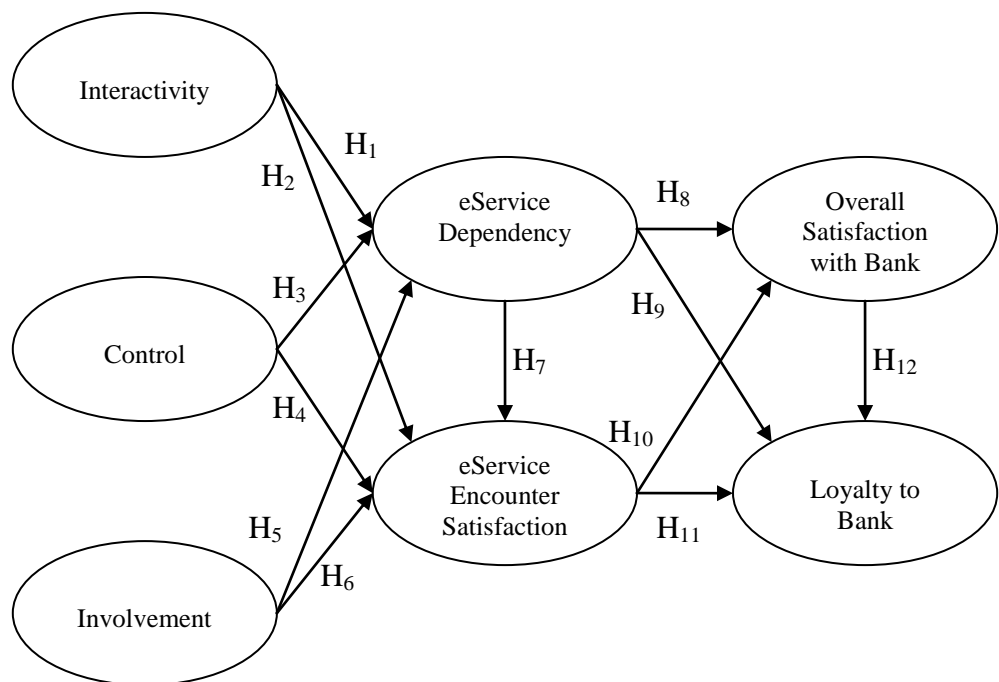 Interactivity
H1
H2
eService
Dependency
H8
Overall
Satisfaction
with Bank
H3
Control
H9
H7
H12
H4
H10
eService
Encounter
Satisfaction
Loyalty to
Bank
H5
H11
H6
Involvement